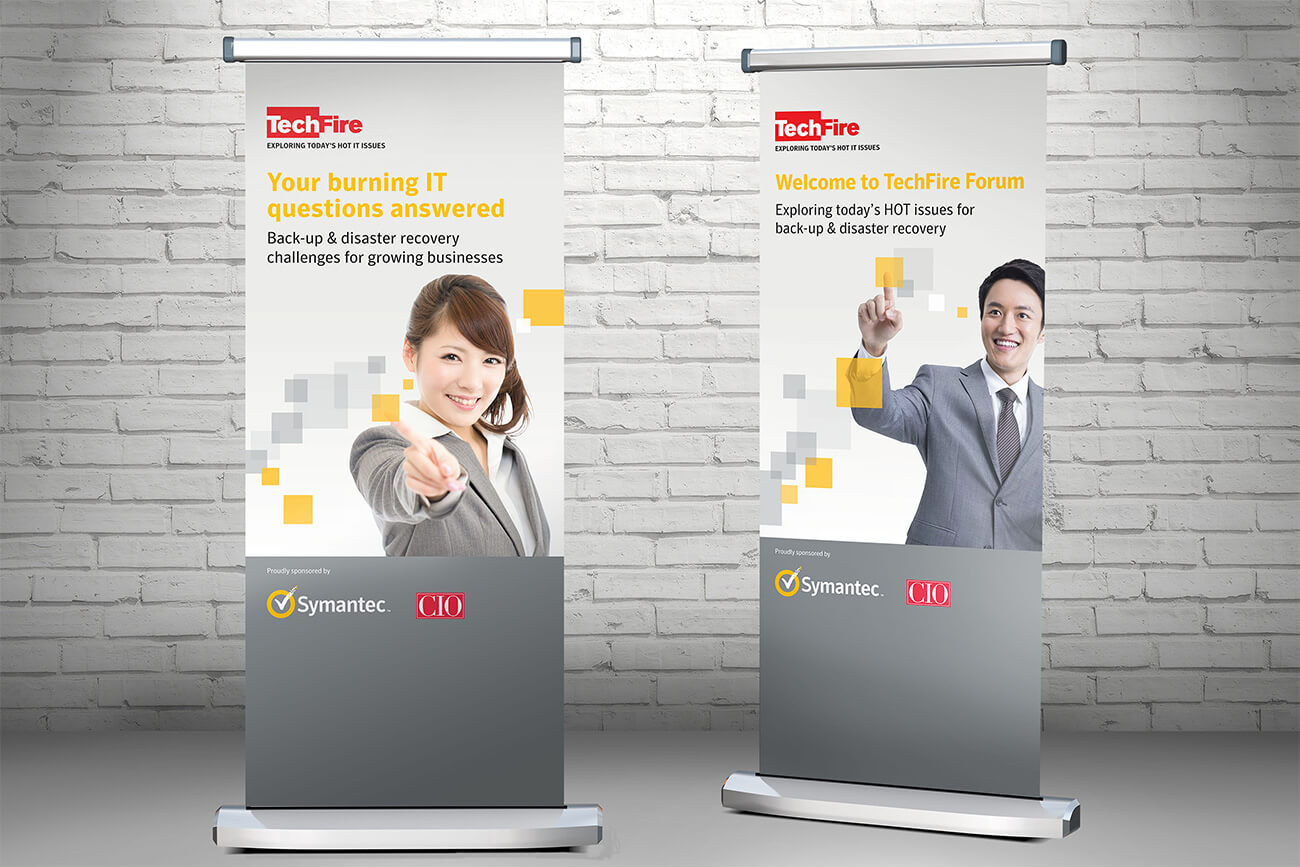 TechFire
EXPLORING TODAY'S HOT IT ISSUES
Your burning IT
questions answered
Back-up & disaster recovery
challenges for growing businesses
Proudly sponsored by
Symantec™
CIO
TechFire
EXPLORING TODAY'S HOT IT ISSUES
Welcome to TechFire Forum
Exploring today's HOT issues for
back-up & disaster recovery
Proudly sponsored by
Symantec™
CIO